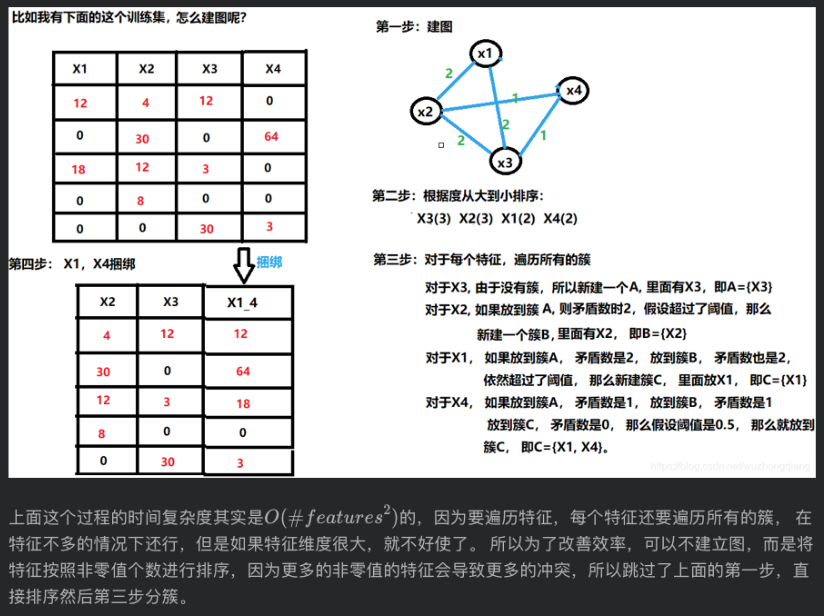 比如我有下面的这个训练集，怎么建图呢？
X1 X2 X3 X4
12 4 12 0
0 30 0 64
18 12 3 0
0 8 0 0
0 0 30 3
第四步： X1，X4捆绑
捆绑
X2 X3 X1_4
4 12 12
30 0 64
12 3 18
8 0 0
0 30 3
第一步：建图
x1
2
x4
1
x2
2
1
2
x3
第二步：根据度从大到小排序：
X3(3) X2(3) X1(2) X4(2)
第三步：对于每个特征，遍历所有的簇
对于X3, 由于没有簇，所以新建一个A, 里面有X3，即A={X3}
对于X2, 如果放到簇 A, 则矛盾数时2，假设超过了阈值，那么
新建一个簇B, 里面有X2， 即B={X2}
对于X1， 如果放到簇A， 矛盾数是2， 放到簇B， 矛盾数也是2，
依然超过了阈值， 那么新建簇C， 里面放X1， 即C={X1}
对于X4， 如果放到簇A， 矛盾数是1， 放到簇B， 矛盾数是1
放到簇C， 矛盾数是0， 那么假设阈值是0.5， 那么就放到
簇C， 即C={X1, X4}。
https://blog.csdn.net/wuzhongqiang
上面这个过程的时间复杂度其实是O(#features²)的，因为要遍历特征，每个特征还要遍历所有的簇， 在
特征不多的情况下还行，但是如果特征维度很大，就不好使了。 所以为了改善效率，可以不建立图，而是将
特征按照非零值个数进行排序，因为更多的非零值的特征会导致更多的冲突，所以跳过了上面的第一步，直
接排序然后第三步分簇。